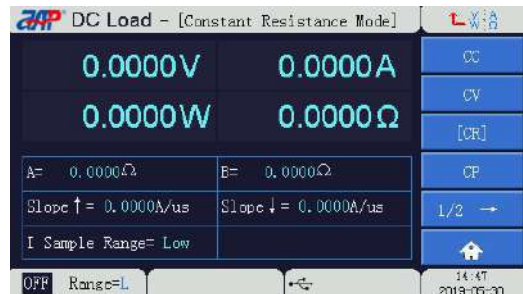 AAP DC Load - [Constant Resistance Mode]
0.0000V 0.0000A
0.0000W 0.0000Ω
A= 0.0000Ω B= 0.0000Ω
Slope↑= 0.0000A/us Slope↓= 0.0000A/us
I Sample Range= Low
CC
CV
[CR]
CP
1/2 →
OFF Range=L
14:47
2019-05-30